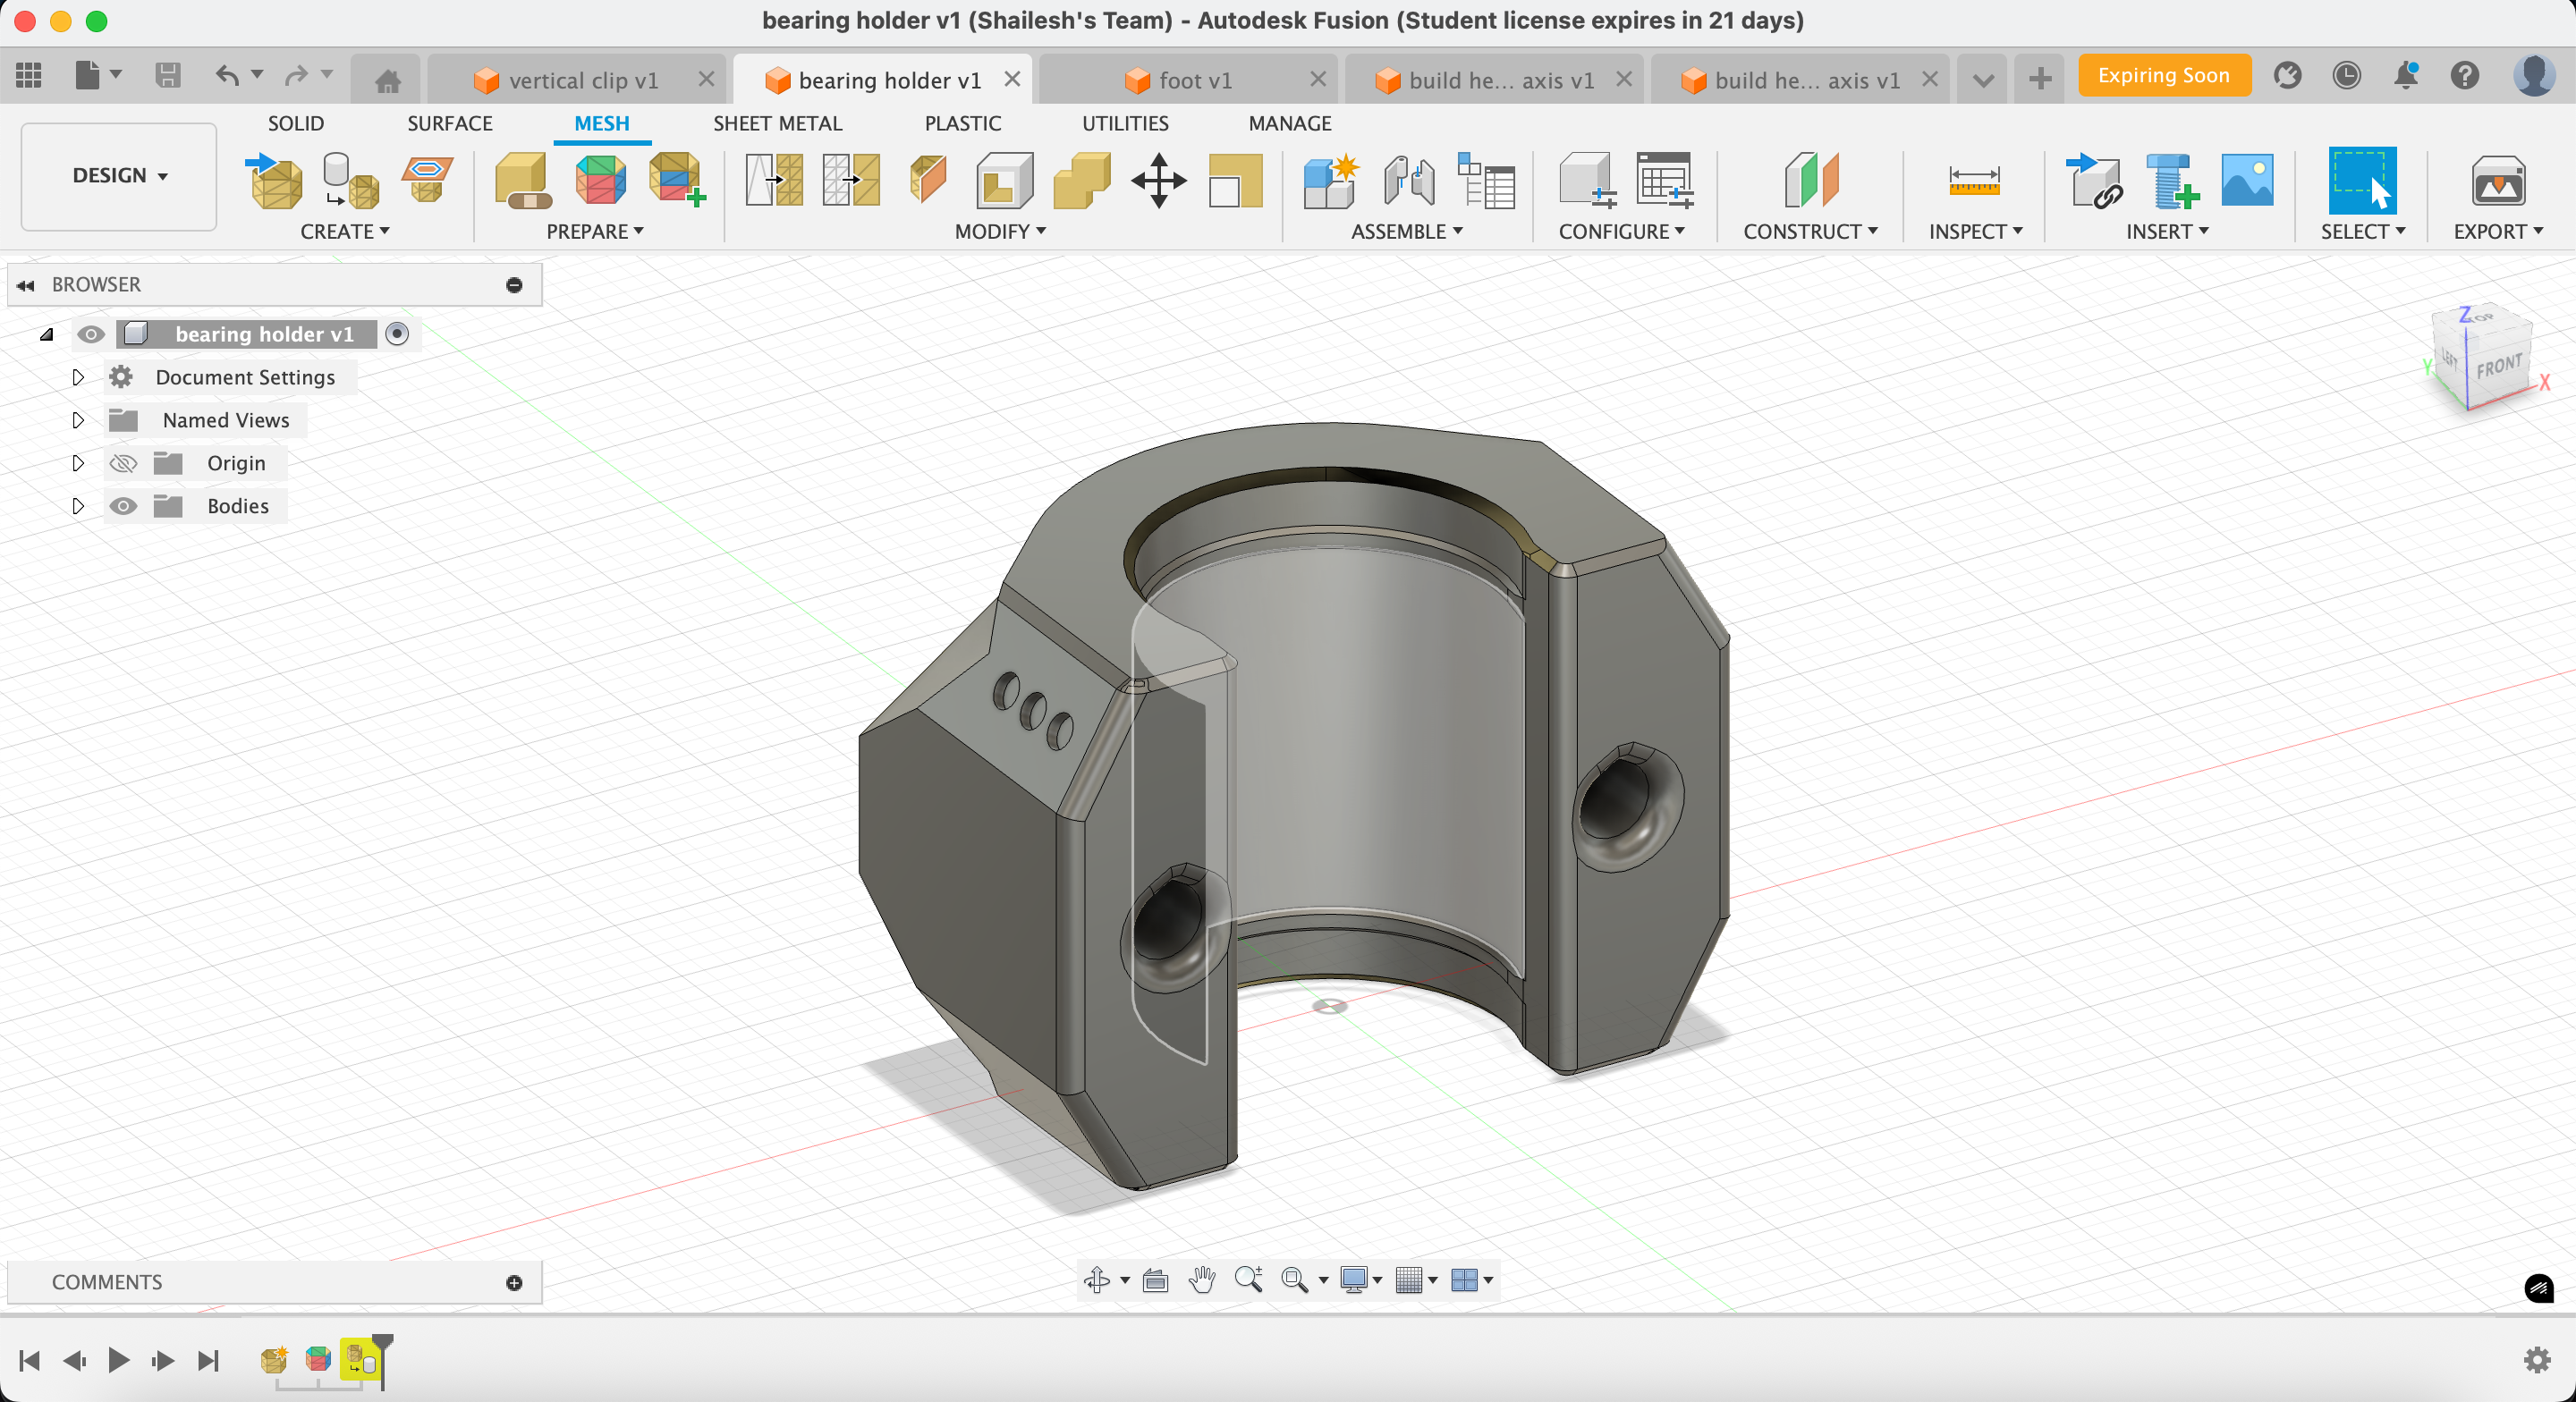 bearing holder v1 (Shailesh's Team) - Autodesk Fusion (Student license expires in 21 days)
vertical clip v1
bearing holder v1
foot v1
build he... axis v1
build he... axis v1
Expiring Soon
DESIGN
SOLID
SURFACE
MESH
SHEET METAL
PLASTIC
UTILITIES
MANAGE
CREATE
PREPARE
MODIFY
ASSEMBLE
CONFIGURE
CONSTRUCT
INSPECT
INSERT
SELECT
EXPORT
BROWSER
bearing holder v1
Document Settings
Named Views
Origin
Bodies
Z
TOP
LEFT
FRONT
Y
X
COMMENTS